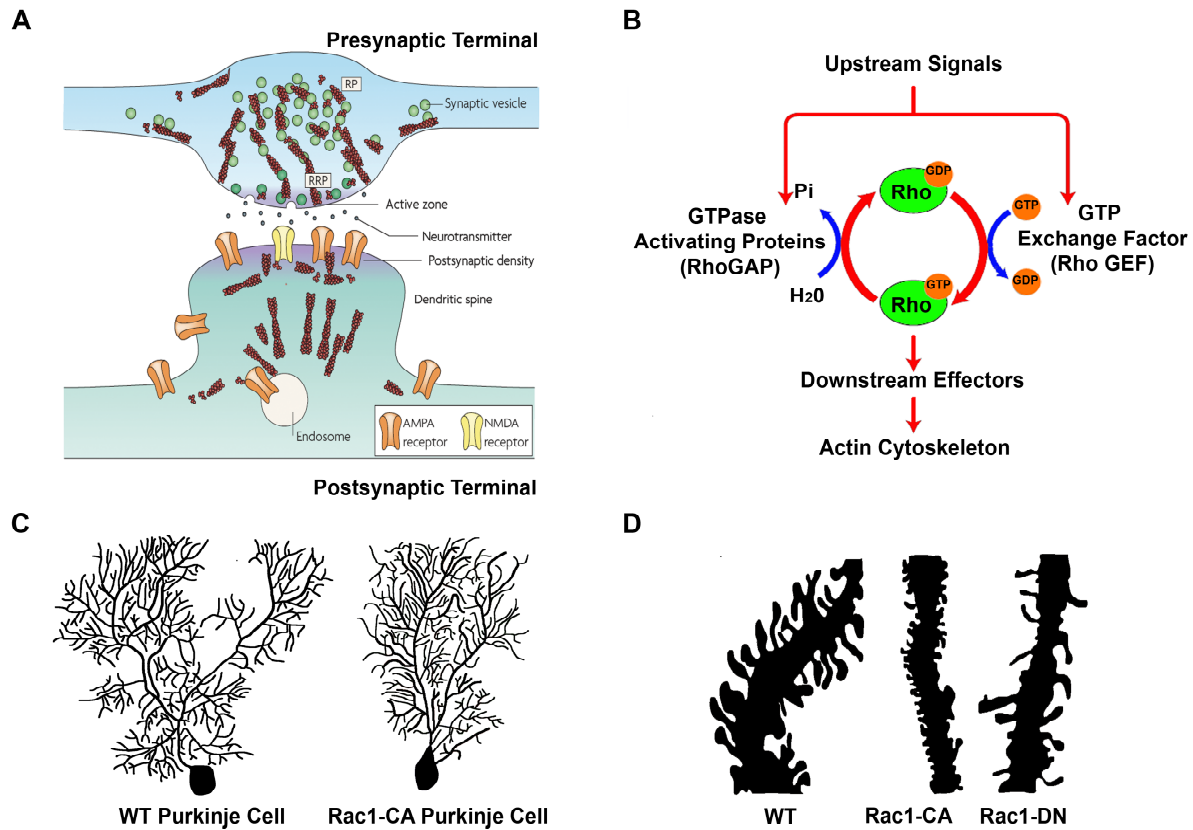 A
Presynaptic Terminal
RP
Synaptic vesicle
RRP
Active zone
Neurotransmitter
Postsynaptic density
Dendritic spine
Endosome
AMPA
receptor
NMDA
receptor
Postsynaptic Terminal
B
Upstream Signals
GDP
Rho
Pi
GTP
GTPase
Activating Proteins
(RhoGAP)
GTP
Exchange Factor
(Rho GEF)
GDP
H20
GTP
Rho
Downstream Effectors
Actin Cytoskeleton
C
WT Purkinje Cell
Rac1-CA Purkinje Cell
D
WT
Rac1-CA
Rac1-DN